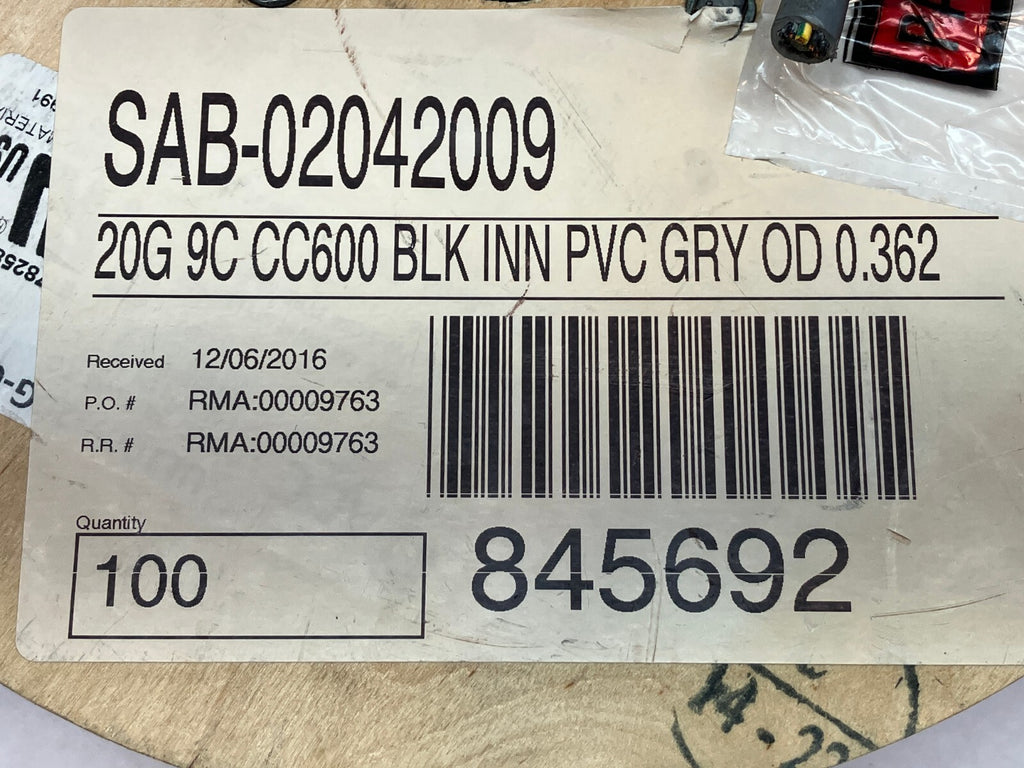 SAB-02042009
20G 9C CC600 BLK INN PVC GRY OD 0.362
Received 12/06/2016
P.O. # RMA:00009763
R.R. # RMA:00009763
Quantity
100
845692